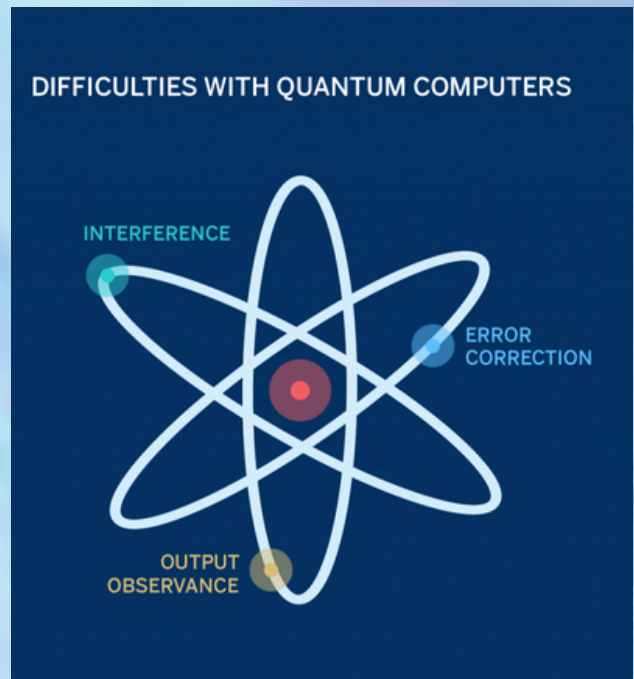 DIFFICULTIES WITH QUANTUM COMPUTERS
INTERFERENCE
ERROR
CORRECTION
OUTPUT
OBSERVANCE